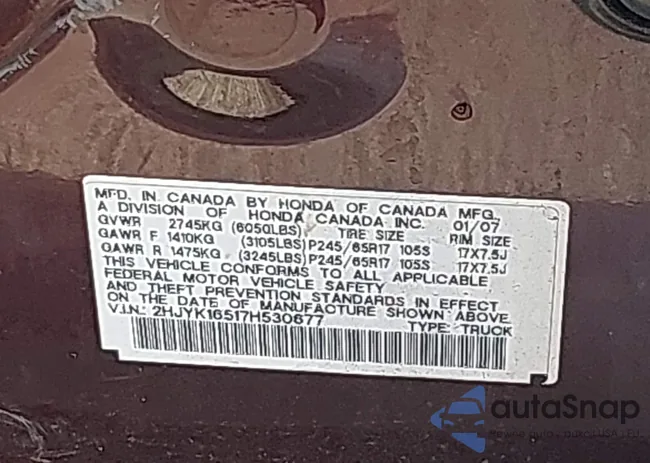 MFD. IN CANADA BY HONDA OF CANADA MFG.,
A DIVISION OF HONDA CANADA INC. 01/07
GVWR 2745KG (6050LBS) TIRE SIZE RIM SIZE
GAWR F 1410KG (3105LBS) P245/65R17 105S 17X7.5J
GAWR R 1475KG (3245LBS) P245/65R17 105S 17X7.5J
THIS VEHICLE CONFORMS TO ALL APPLICABLE
FEDERAL MOTOR VEHICLE SAFETY
AND THEFT PREVENTION STANDARDS IN EFFECT
ON THE DATE OF MANUFACTURE SHOWN ABOVE.
V.I.N.: 2HJYK16517H530677 TYPE: TRUCK
autaSnap